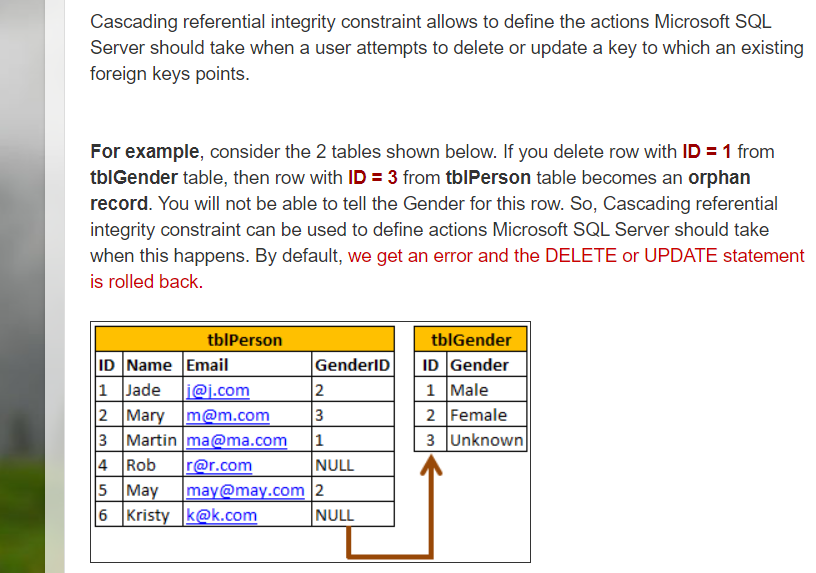 Cascading referential integrity constraint allows to define the actions Microsoft SQL
Server should take when a user attempts to delete or update a key to which an existing
foreign keys points.
For example, consider the 2 tables shown below. If you delete row with ID = 1 from
tblGender table, then row with ID = 3 from tblPerson table becomes an orphan
record. You will not be able to tell the Gender for this row. So, Cascading referential
integrity constraint can be used to define actions Microsoft SQL Server should take
when this happens. By default, we get an error and the DELETE or UPDATE statement
is rolled back.
tblPerson tblGender
ID Name Email GenderID ID Gender
1 Jade j@j.com 2 1 Male
2 Mary m@m.com 3 2 Female
3 Martin ma@ma.com 1 3 Unknown
4 Rob r@r.com NULL
5 May may@may.com 2
6 Kristy k@k.com NULL